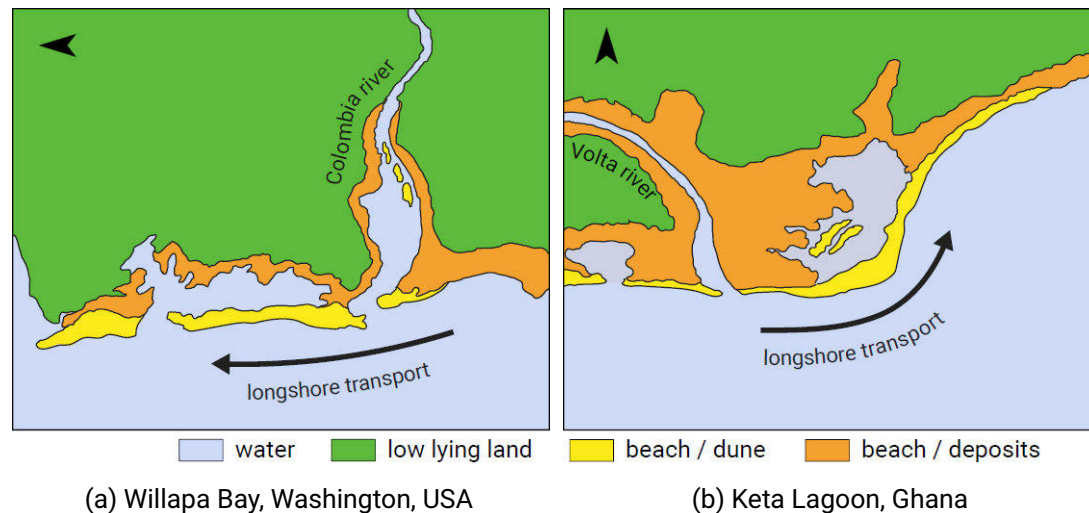 Colombia river
longshore transport
Volta river
longshore transport
water
low lying land
beach / dune
beach / deposits
(a) Willapa Bay, Washington, USA
(b) Keta Lagoon, Ghana